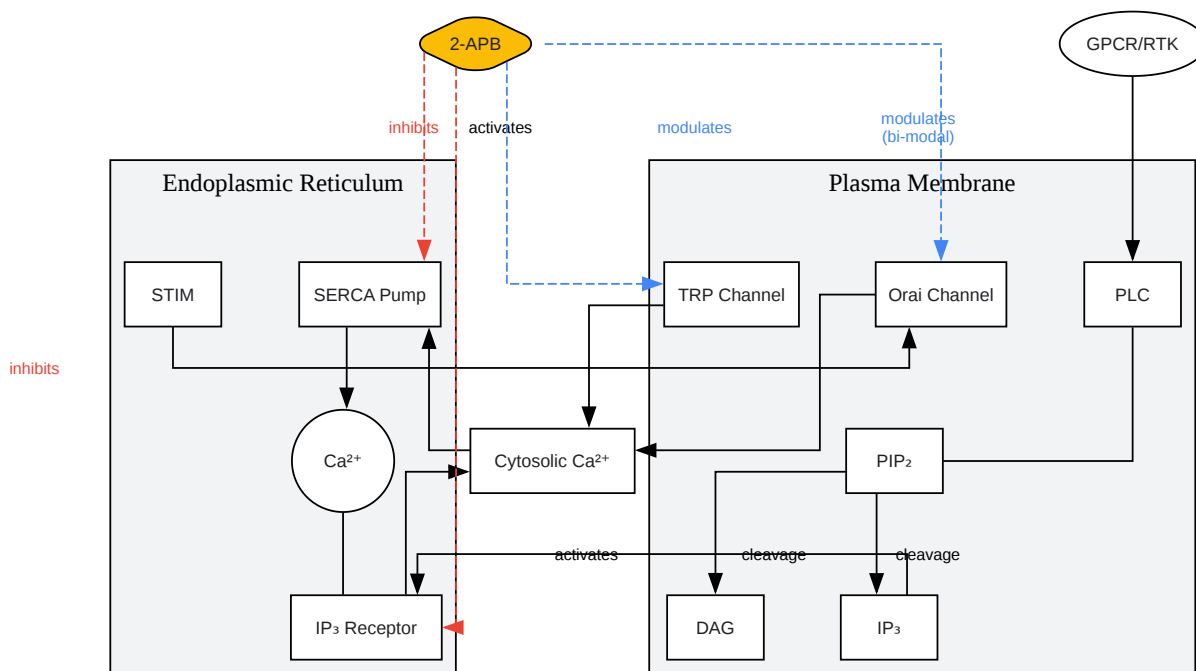 2-APB
GPCR/RTK
inhibits
activates
modulates
modulates
(bi-modal)
Endoplasmic Reticulum
Plasma Membrane
STIM
SERCA Pump
TRP Channel
Orai Channel
PLC
inhibits
Ca²⁺
Cytosolic Ca²⁺
PIP₂
activates
cleavage
cleavage
IP₃ Receptor
DAG
IP₃